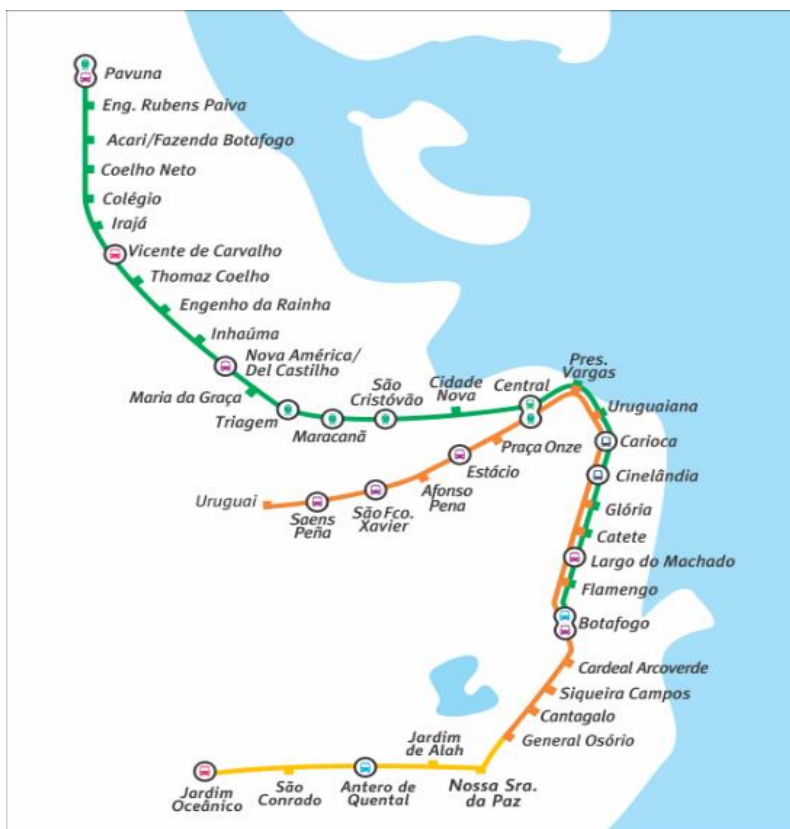 Pavuna
Eng. Rubens Paiva
Acari/Fazenda Botafogo
Coelho Neto
Colégio
Irajá
Vicente de Carvalho
Thomaz Coelho
Engenho da Rainha
Inhaúma
Nova América/
Del Castilho
Maria da Graça
Triagem
Maracanã
São
Cristóvão
Cidade
Nova
Central
Pres.
Vargas
Uruguaiana
Carioca
Cinelândia
Glória
Catete
Largo do Machado
Flamengo
Botafogo
Praça Onze
Estácio
Afonso
Pena
São Fco.
Xavier
Saens
Peña
Uruguai
Cardeal Arcoverde
Siqueira Campos
Cantagalo
General Osório
Nossa Sra.
da Paz
Jardim
de Alah
Antero de
Quental
São
Conrado
Jardim
Oceânico